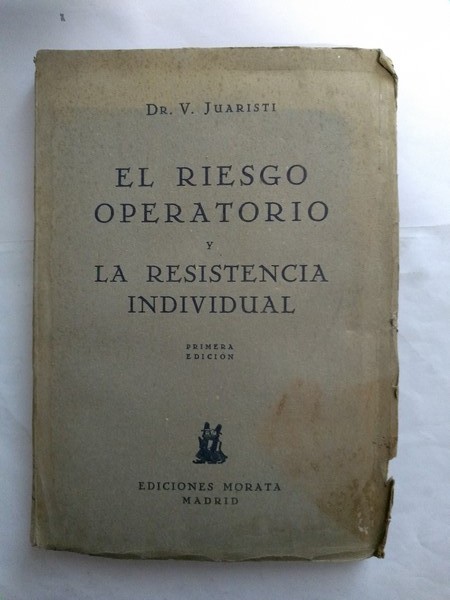 DR. V. JUARISTI
EL RIESGO
OPERATORIO
Y
LA RESISTENCIA
INDIVIDUAL
PRIMERA
EDICIÓN
EDICIONES MORATA
MADRID